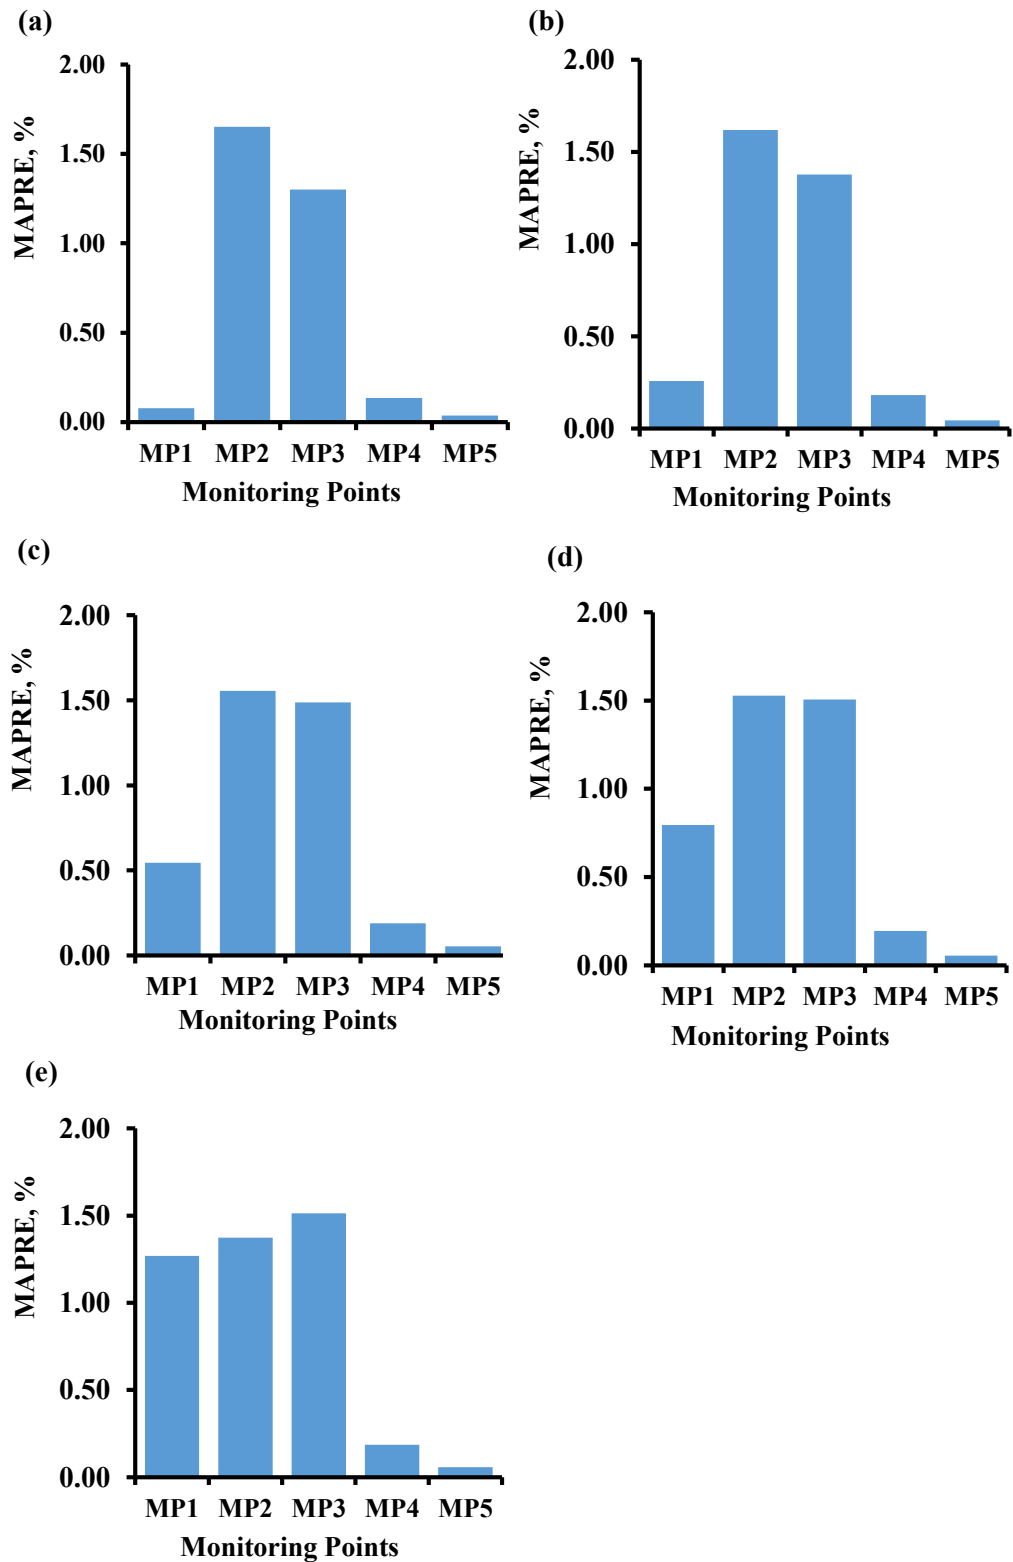 (a)
MAPRE, %
2.00
1.50
1.00
0.50
0.00
MP1 MP2 MP3 MP4 MP5
Monitoring Points
(b)
MAPRE, %
2.00
1.50
1.00
0.50
0.00
MP1 MP2 MP3 MP4 MP5
Monitoring Points
(c)
MAPRE, %
2.00
1.50
1.00
0.50
0.00
MP1 MP2 MP3 MP4 MP5
Monitoring Points
(d)
MAPRE, %
2.00
1.50
1.00
0.50
0.00
MP1 MP2 MP3 MP4 MP5
Monitoring Points
(e)
MAPRE, %
2.00
1.50
1.00
0.50
0.00
MP1 MP2 MP3 MP4 MP5
Monitoring Points